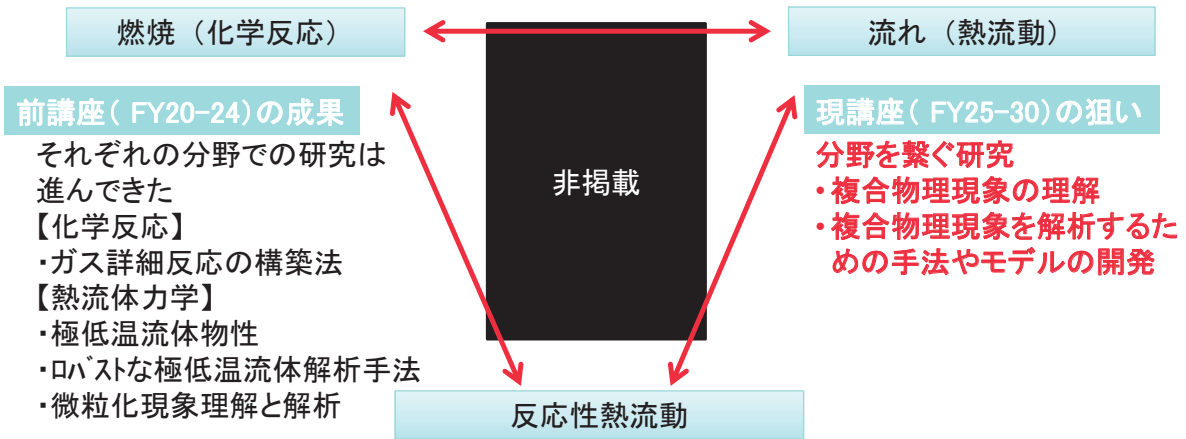 燃焼（化学反応）
流れ（熱流動）
前講座（FY20-24）の成果
それぞれの分野での研究は
進んできた
【化学反応】
・ガス詳細反応の構築法
【熱流体力学】
・極低温流体物性
・ロバストな極低温流体解析手法
・微粒化現象理解と解析
非掲載
現講座（FY25-30）の狙い
分野を繋ぐ研究
・複合物理現象の理解
・複合物理現象を解析するた
めの手法やモデルの開発
反応性熱流動